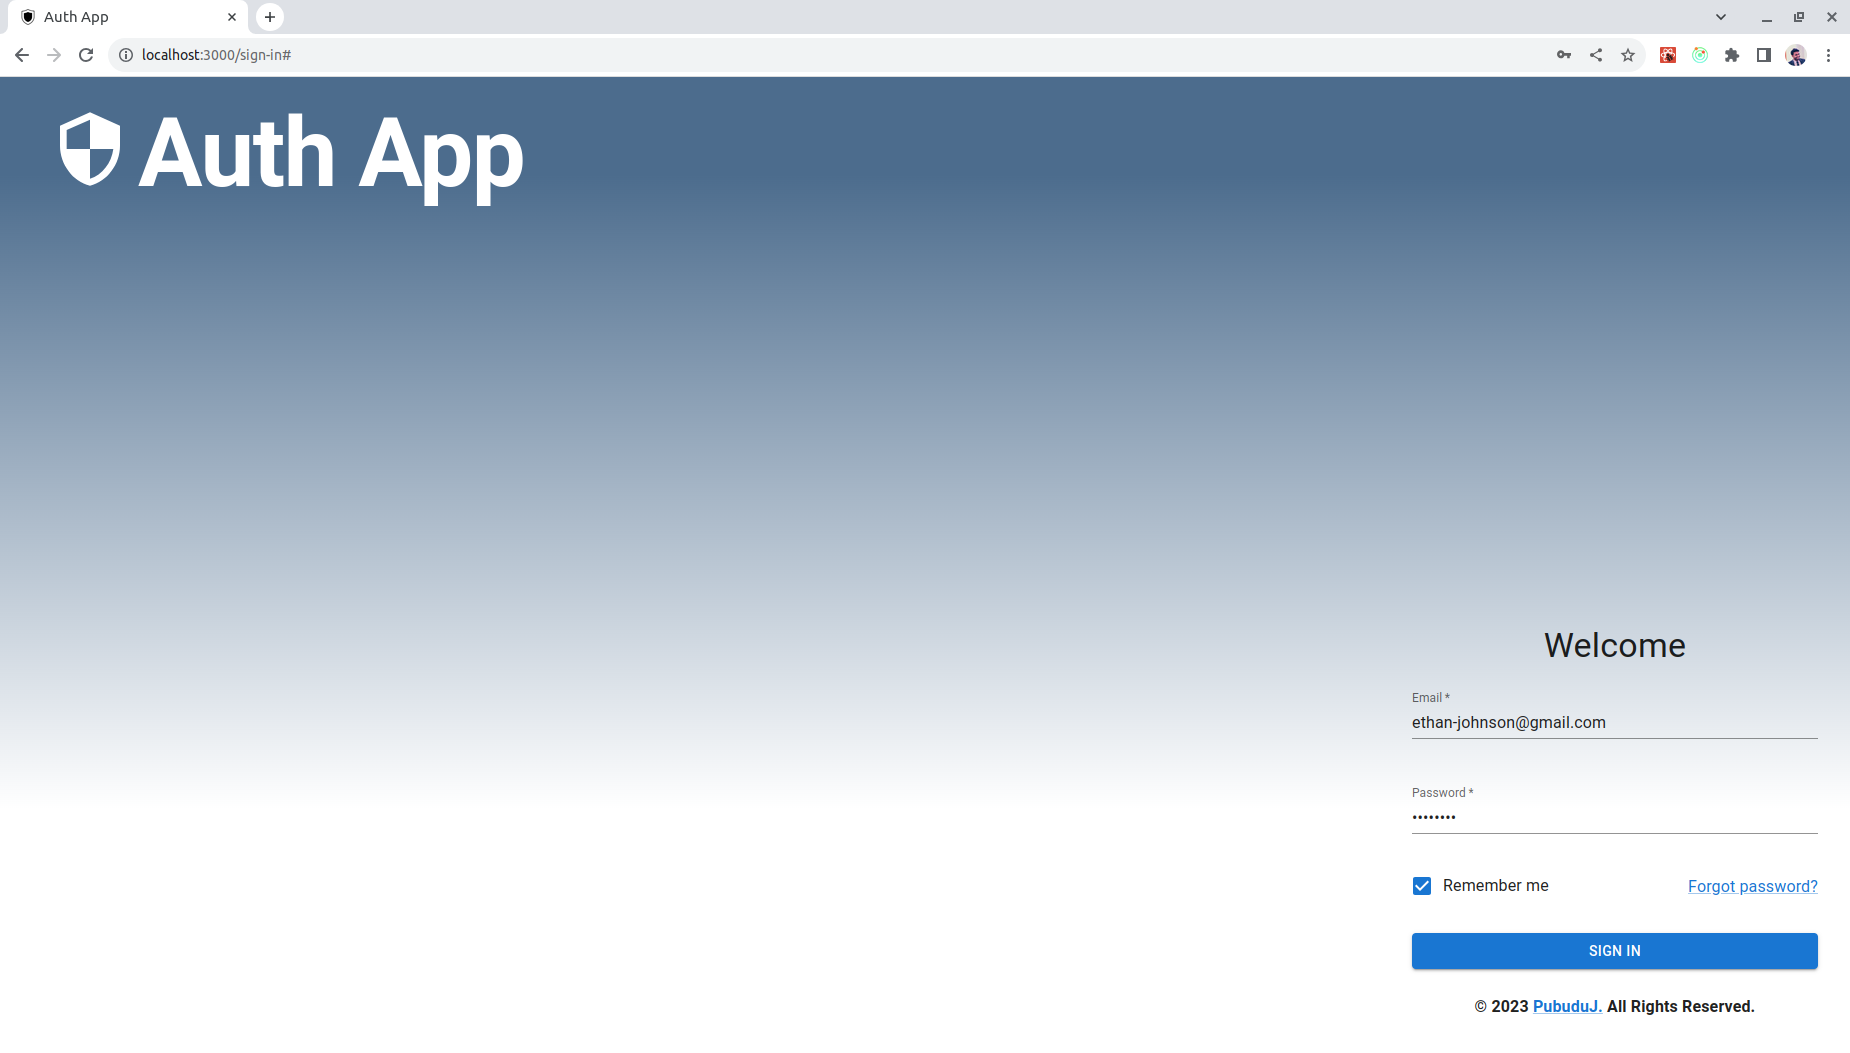 Auth App
localhost:3000/sign-in#
Auth App
Welcome
Email *
ethan-johnson@gmail.com
Password *
••••••••
Remember me
Forgot password?
SIGN IN
© 2023 PubuduJ. All Rights Reserved.